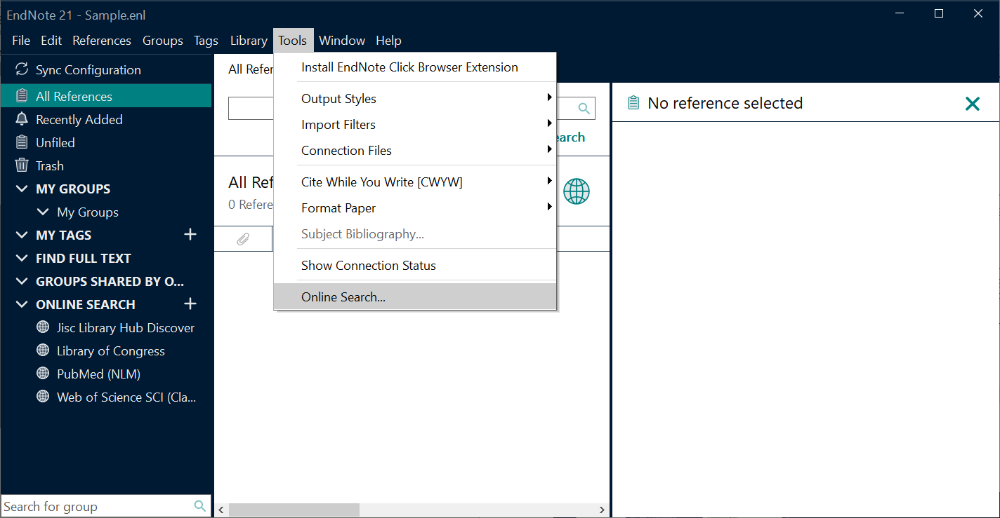 EndNote 21 - Sample.enl
File Edit References Groups Tags Library Tools Window Help
Sync Configuration
All References
Recently Added
Unfiled
Trash
MY GROUPS
My Groups
MY TAGS
FIND FULL TEXT
GROUPS SHARED BY O...
ONLINE SEARCH
Jisc Library Hub Discover
Library of Congress
PubMed (NLM)
Web of Science SCI (Cla...
Search for group
All Refer
earch
All Ref
0 Refere
Install EndNote Click Browser Extension
Output Styles
Import Filters
Connection Files
Cite While You Write [CWYW]
Format Paper
Subject Bibliography...
Show Connection Status
Online Search...
No reference selected